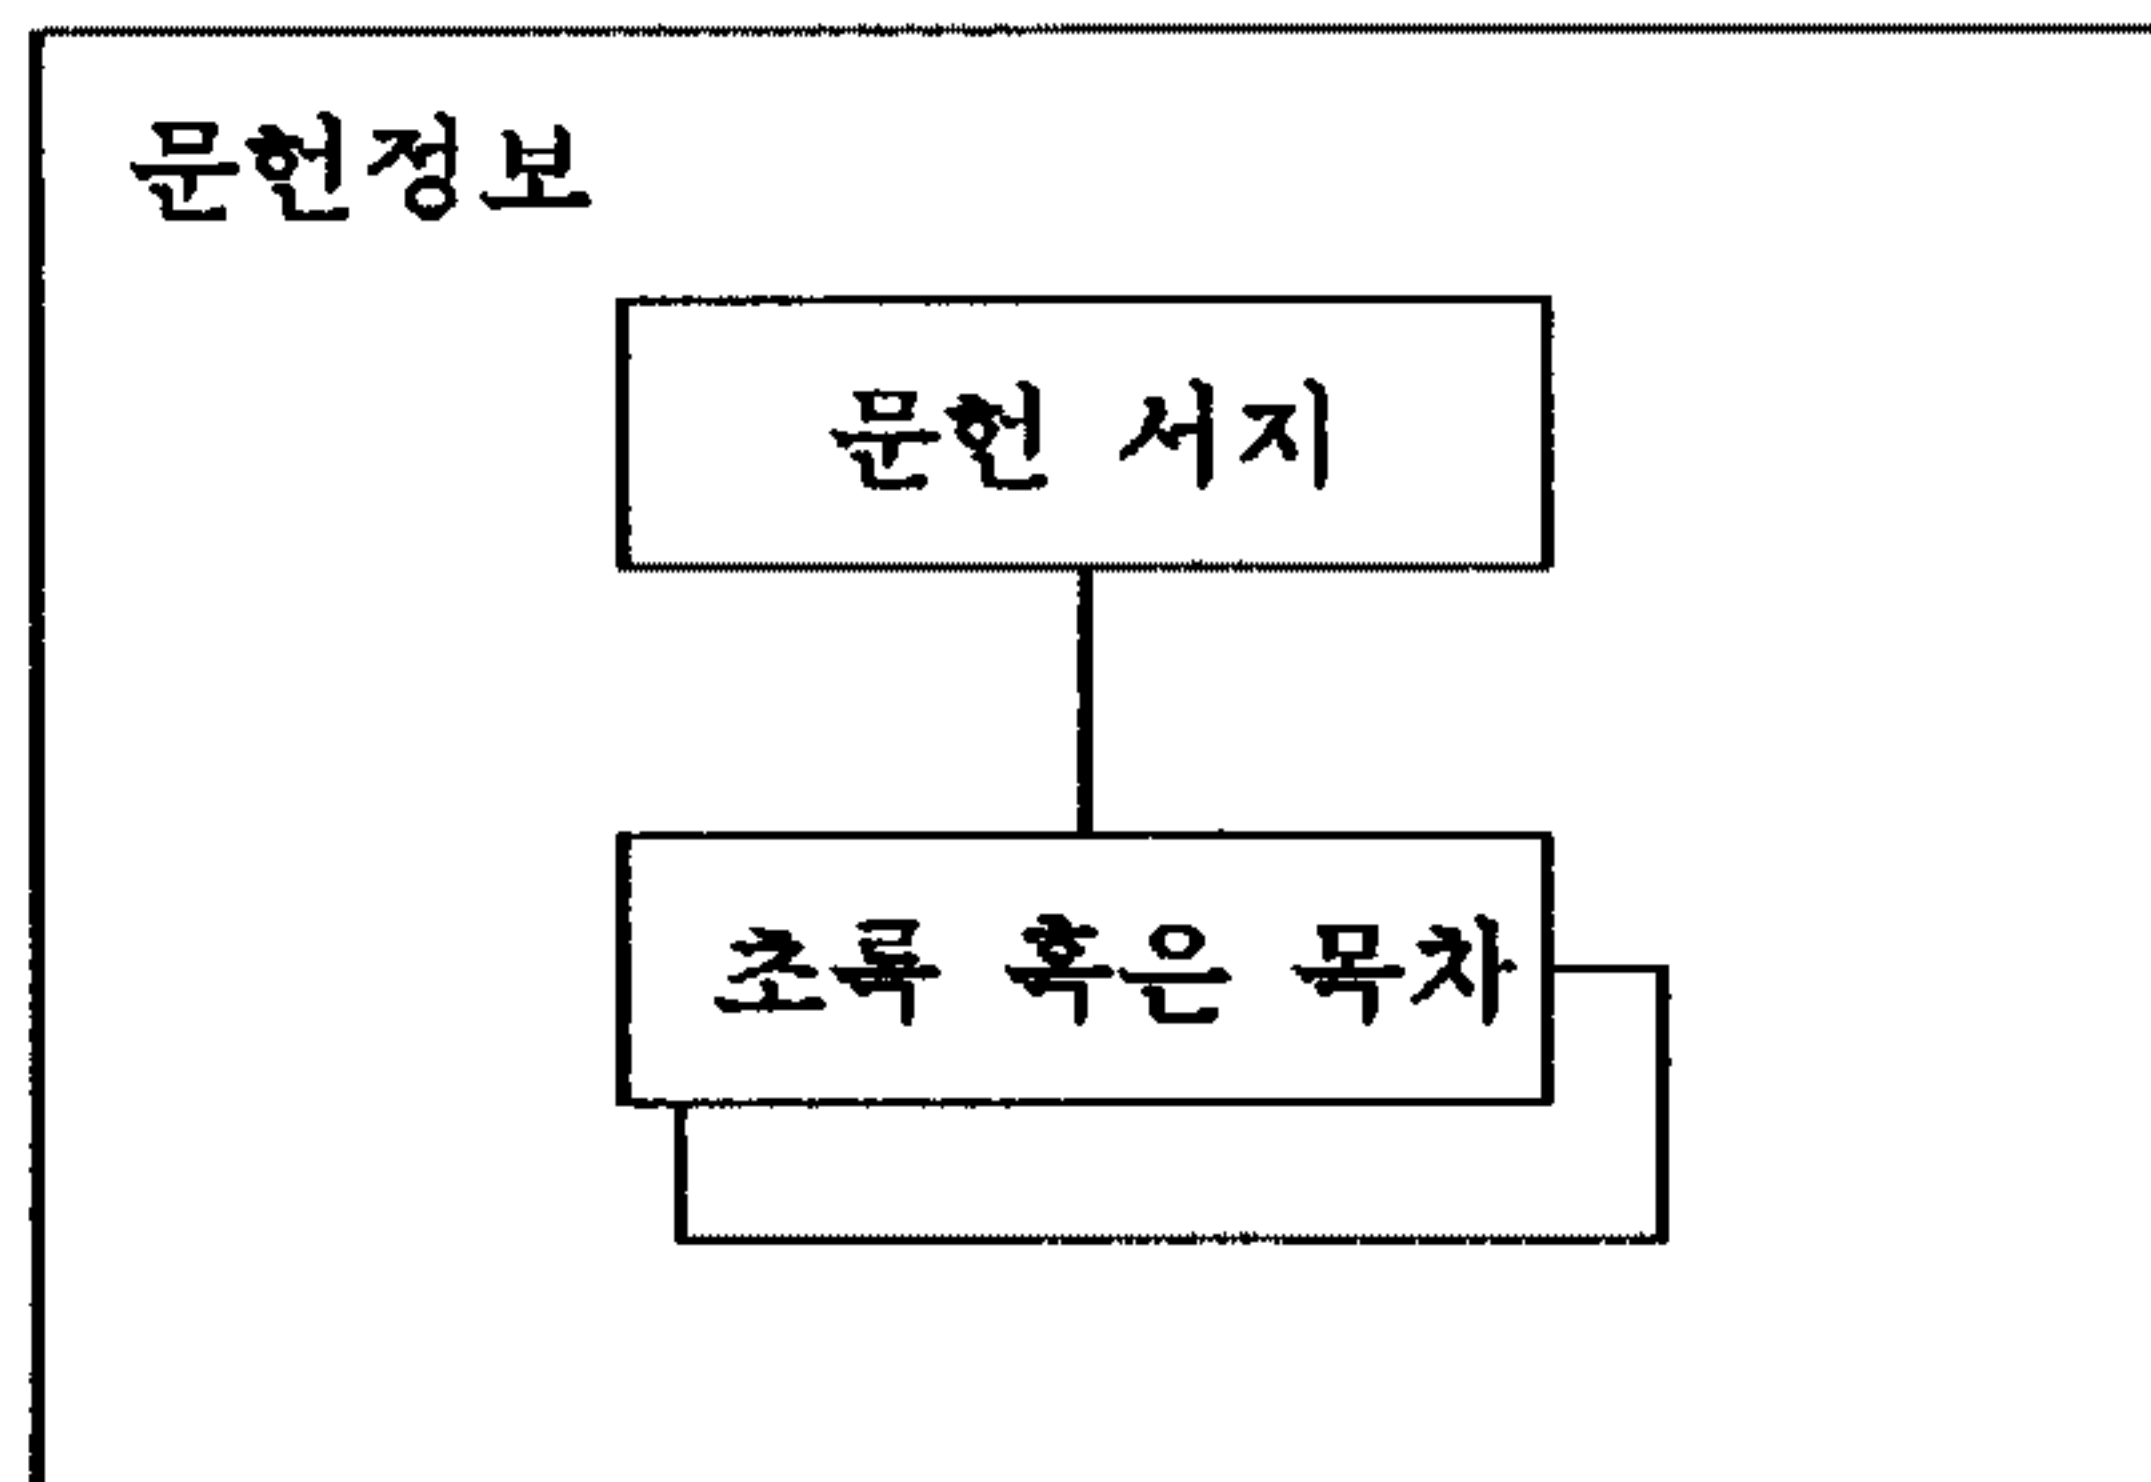 문헌정보
문헌 서지
초록 혹은 목차